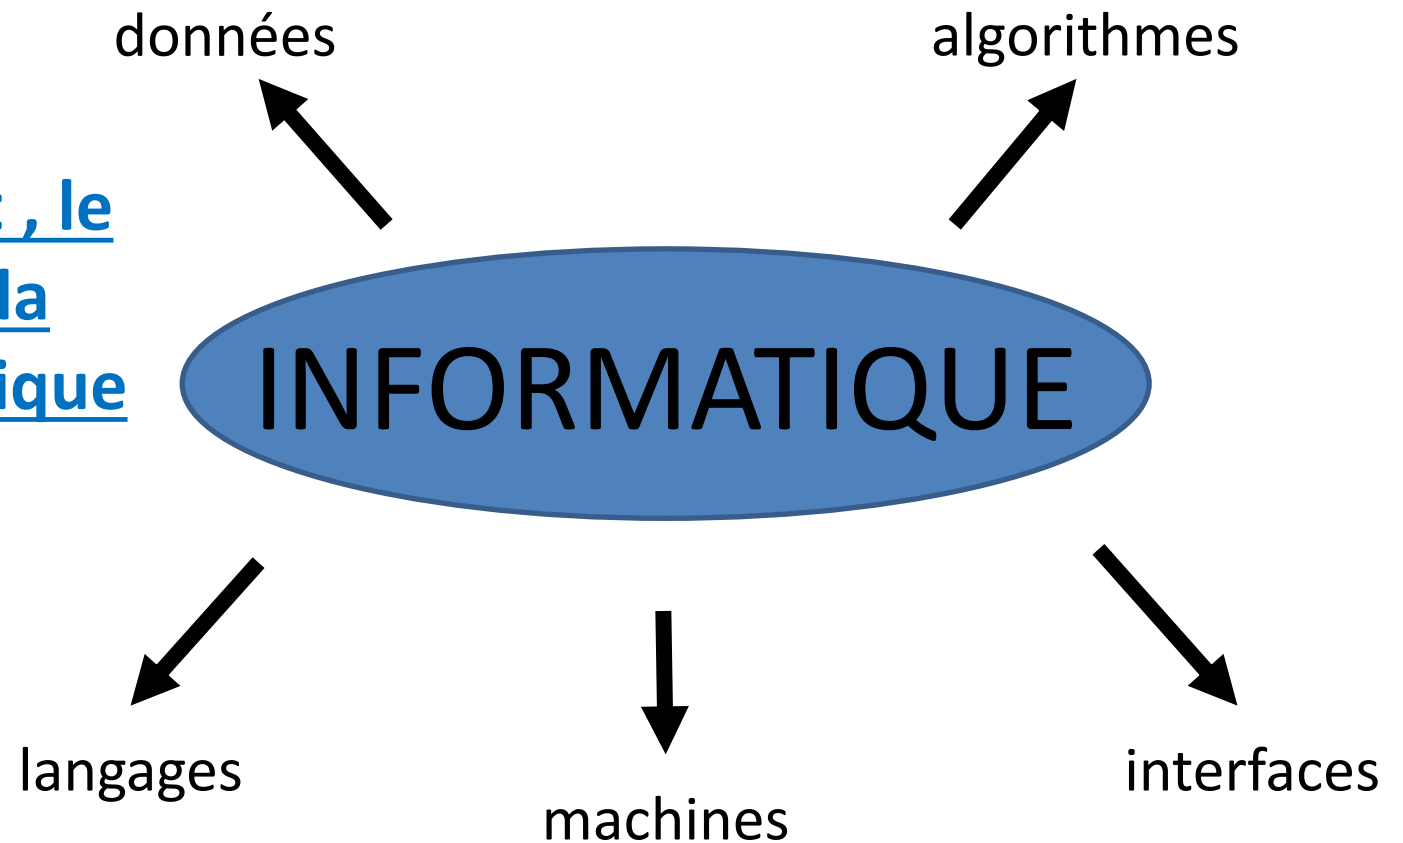 données
algorithmes
, le
la
ique
INFORMATIQUE
langages
machines
interfaces